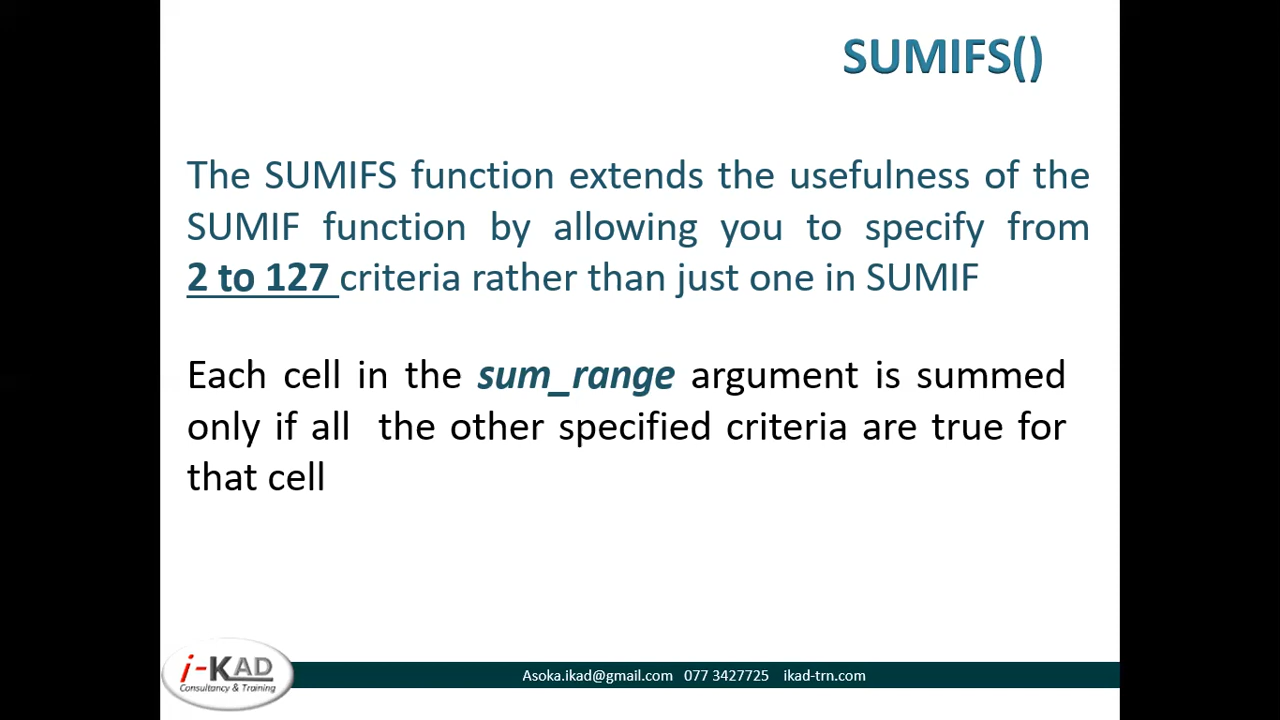 SUMIFS()
The SUMIFS function extends the usefulness of the
SUMIF function by allowing you to specify from
2 to 127 criteria rather than just one in SUMIF
Each cell in the sum_range argument is summed
only if all the other specified criteria are true for
that cell
i-KAD
Consultancy & Training
Asoka.ikad@gmail.com 077 3427725 ikad-trn.com